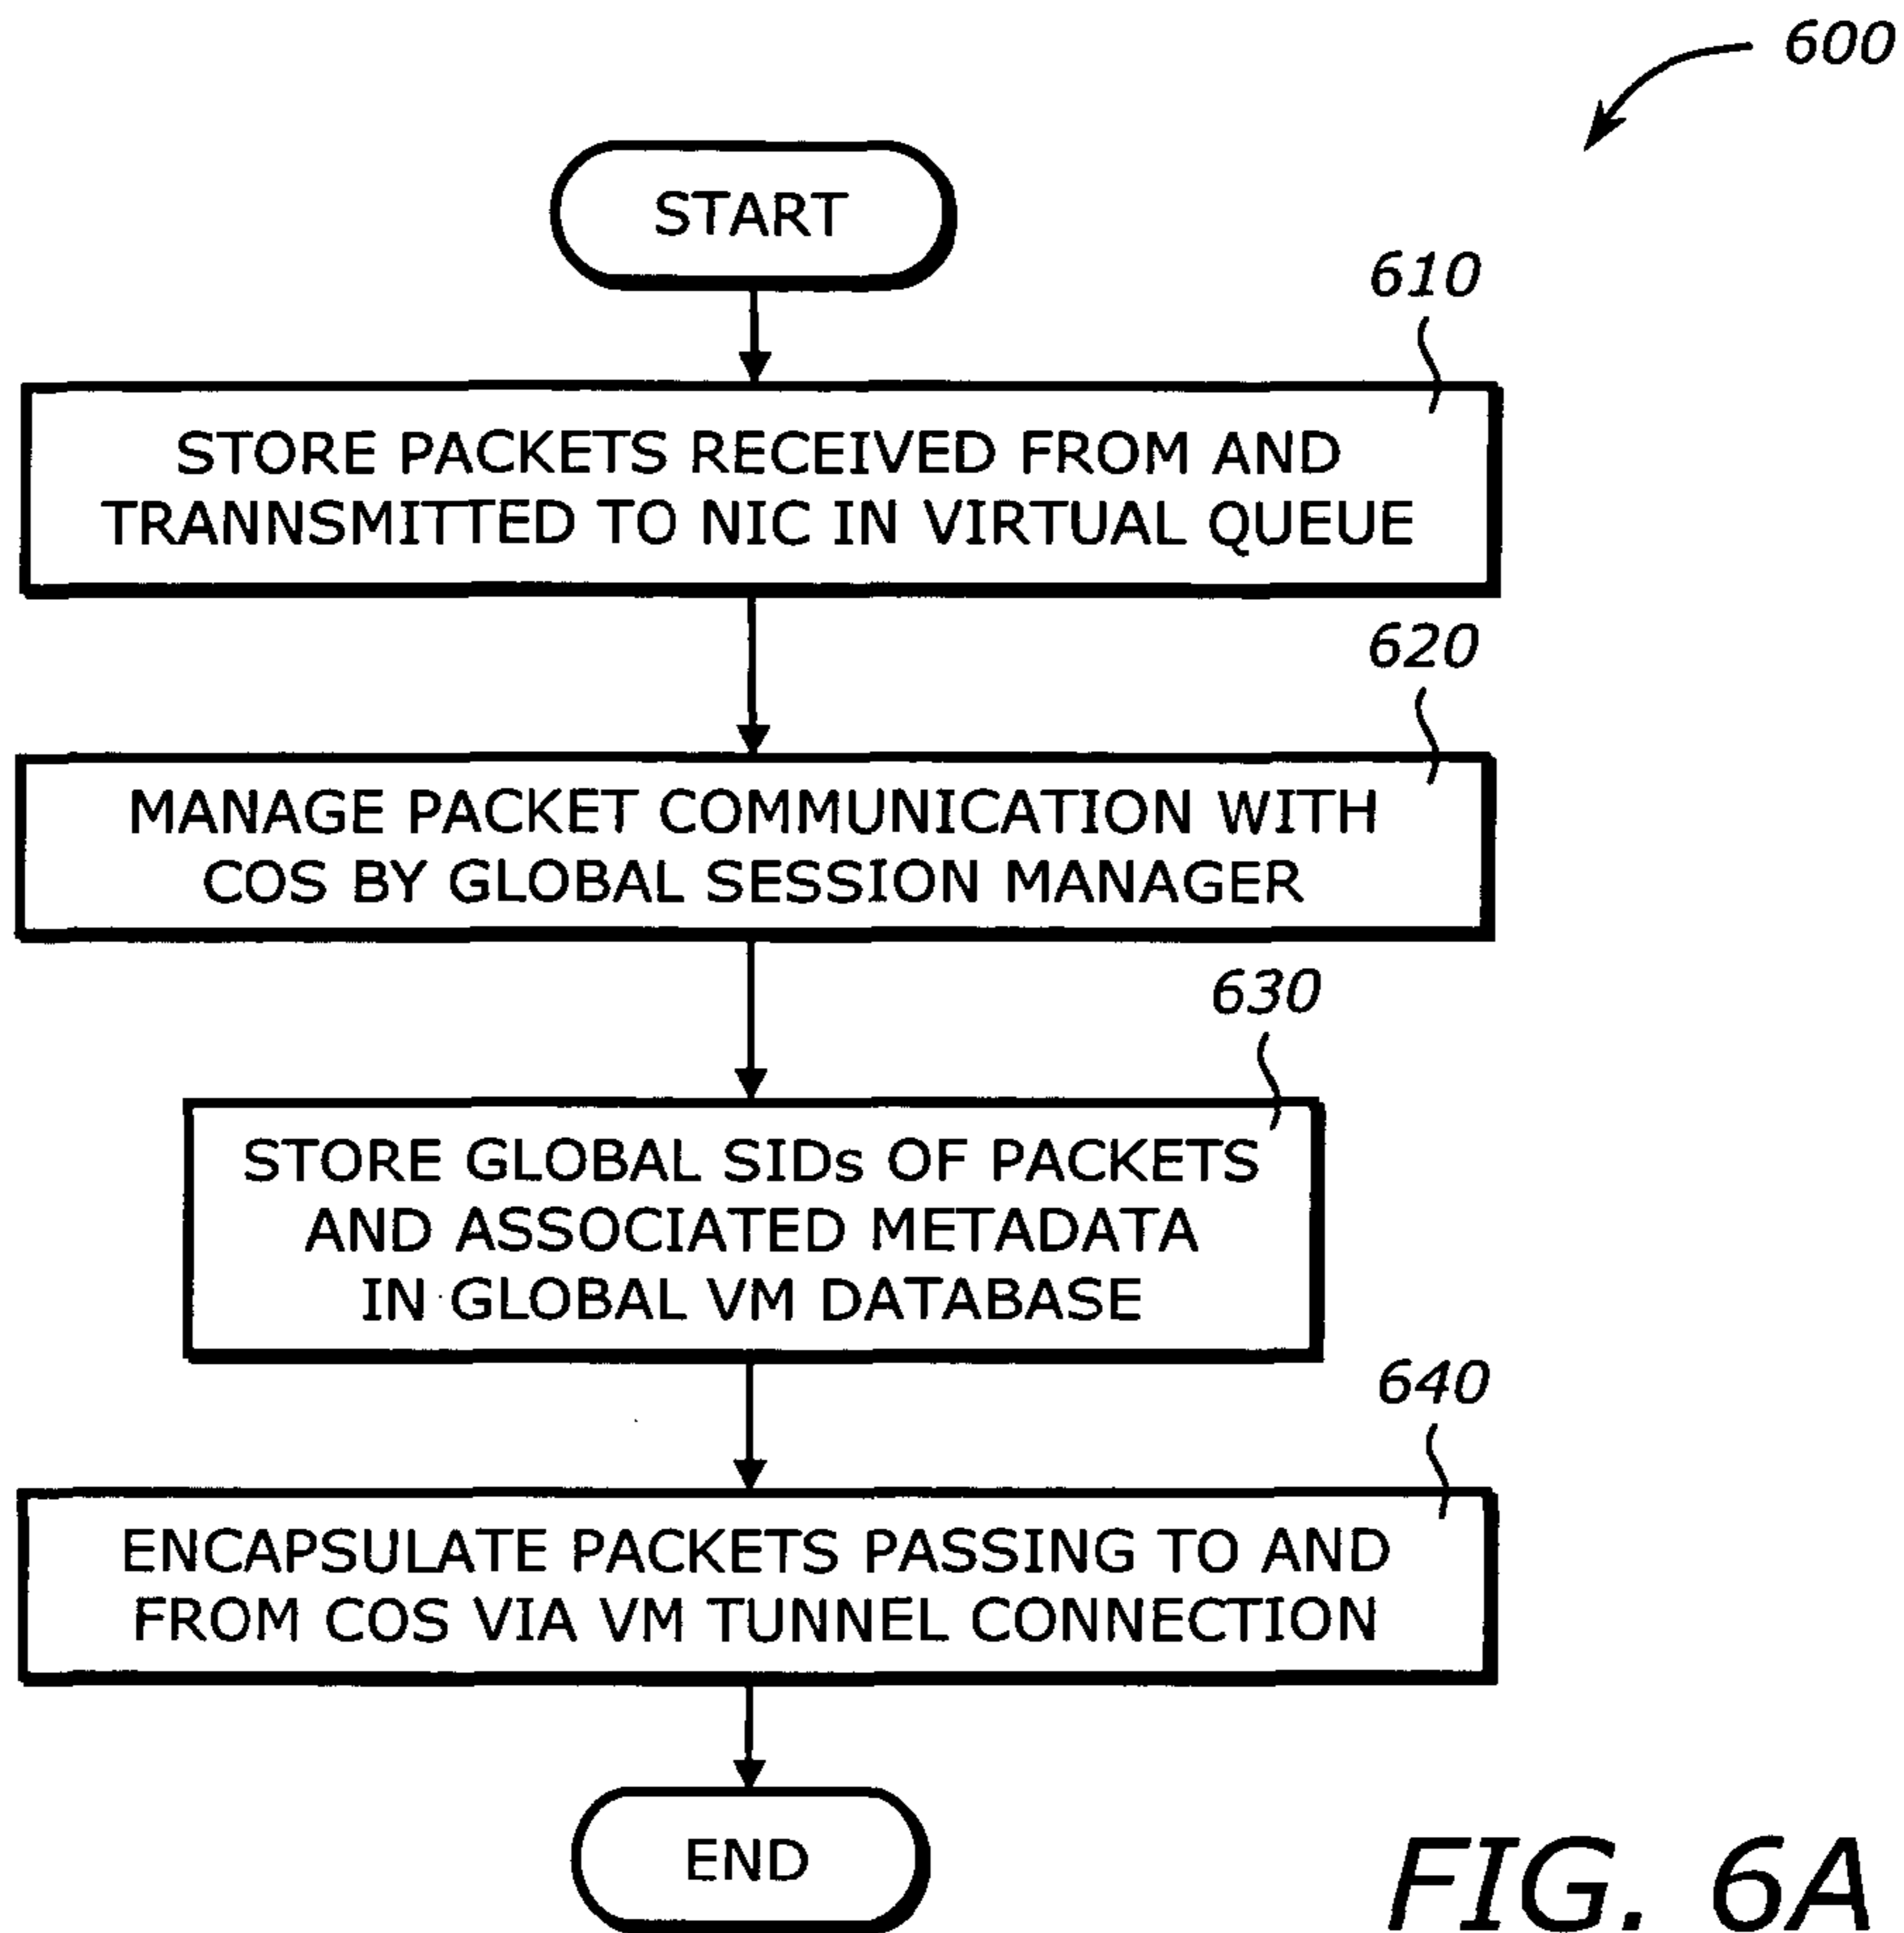 600
START
610
STORE PACKETS RECEIVED FROM AND
TRANNSMITTED TO NIC IN VIRTUAL QUEUE
620
MANAGE PACKET COMMUNICATION WITH
COS BY GLOBAL SESSION MANAGER
630
STORE GLOBAL SIDs OF PACKETS
AND ASSOCIATED METADATA
IN GLOBAL VM DATABASE
640
ENCAPSULATE PACKETS PASSING TO AND
FROM COS VIA VM TUNNEL CONNECTION
END
FIG. 6A